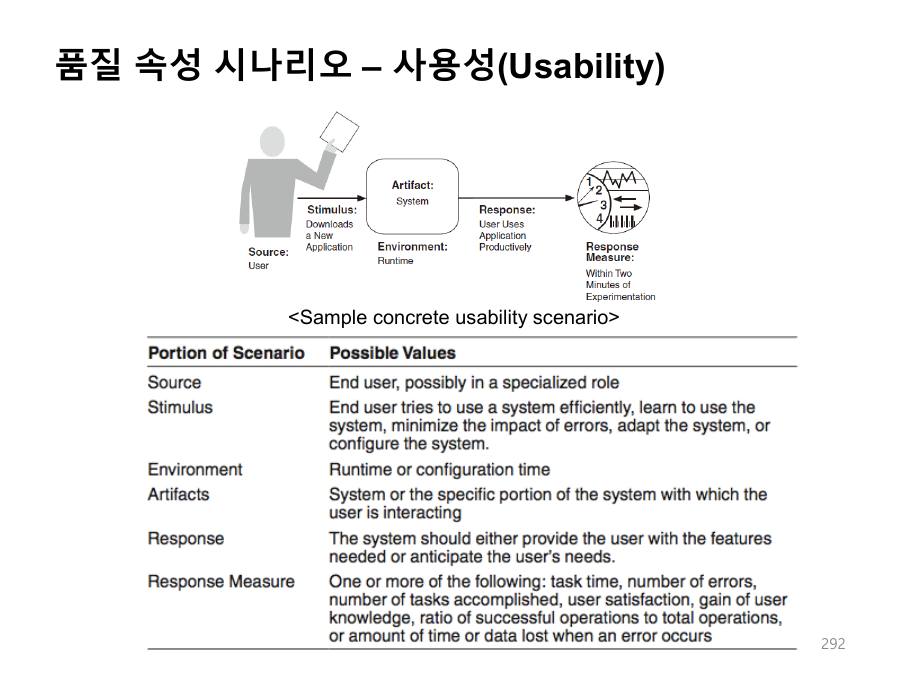 품질 속성 시나리오 – 사용성(Usability)
Artifact:
System
Stimulus:
Downloads
a New
Application
Source:
User
Environment:
Runtime
Response:
User Uses
Application
Productively
1
2
3
4
Response
Measure:
Within Two
Minutes of
Experimentation
<Sample concrete usability scenario>
Portion of Scenario Possible Values
Source End user, possibly in a specialized role
Stimulus End user tries to use a system efficiently, learn to use the
system, minimize the impact of errors, adapt the system, or
configure the system.
Environment Runtime or configuration time
Artifacts System or the specific portion of the system with which the
user is interacting
Response The system should either provide the user with the features
needed or anticipate the user's needs.
Response Measure One or more of the following: task time, number of errors,
number of tasks accomplished, user satisfaction, gain of user
knowledge, ratio of successful operations to total operations,
or amount of time or data lost when an error occurs
292